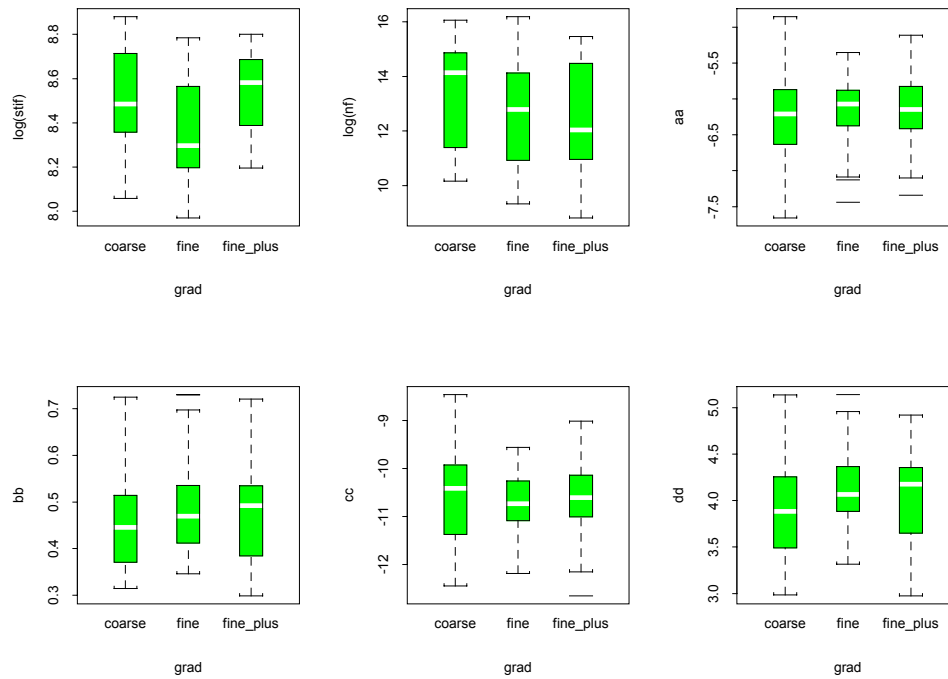 log(stif)
8.0 8.2 8.4 8.6 8.8
coarse fine fine_plus
grad
log(nf)
10 12 14 16
coarse fine fine_plus
grad
aa
-7.5 -6.5 -5.5
coarse fine fine_plus
grad
bb
0.3 0.4 0.5 0.6 0.7
coarse fine fine_plus
grad
cc
-12 -11 -10 -9
coarse fine fine_plus
grad
dd
3.0 3.5 4.0 4.5 5.0
coarse fine fine_plus
grad